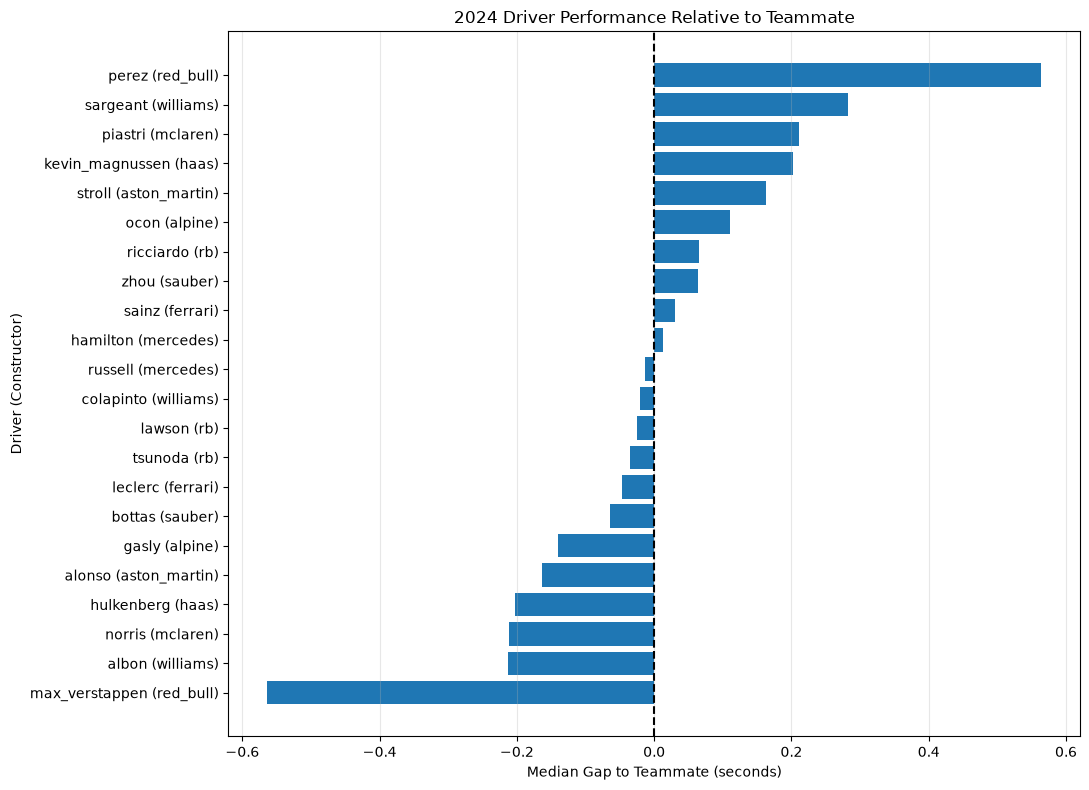 2024 Driver Performance Relative to Teammate
perez (red_bull)
sargeant (williams)
piastri (mclaren)
kevin_magnussen (haas)
stroll (aston_martin)
ocon (alpine)
ricciardo (rb)
zhou (sauber)
sainz (ferrari)
hamilton (mercedes)
russell (mercedes)
colapinto (williams)
lawson (rb)
tsunoda (rb)
leclerc (ferrari)
bottas (sauber)
gasly (alpine)
alonso (aston_martin)
hulkenberg (haas)
norris (mclaren)
albon (williams)
max_verstappen (red_bull)
Driver (Constructor)
−0.6 −0.4 −0.2 0.0 0.2 0.4 0.6
Median Gap to Teammate (seconds)